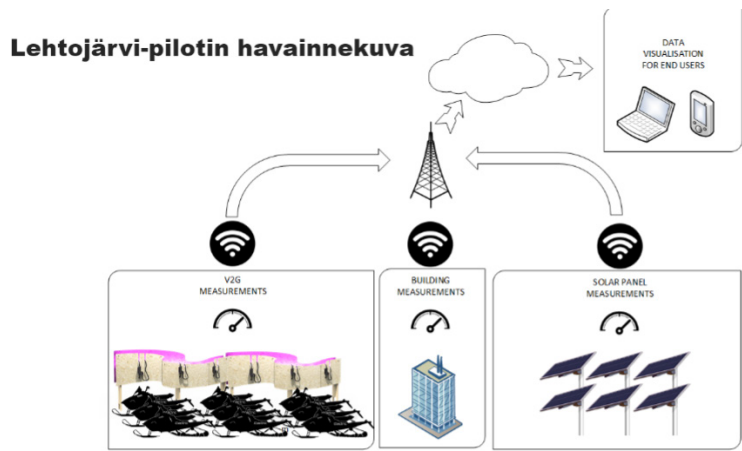 Lehtojärvi-pilotin havainnekuva
DATA
VISUALISATION
FOR END USERS
V2G
MEASUREMENTS
BUILDING
MEASUREMENTS
SOLAR PANEL
MEASUREMENTS